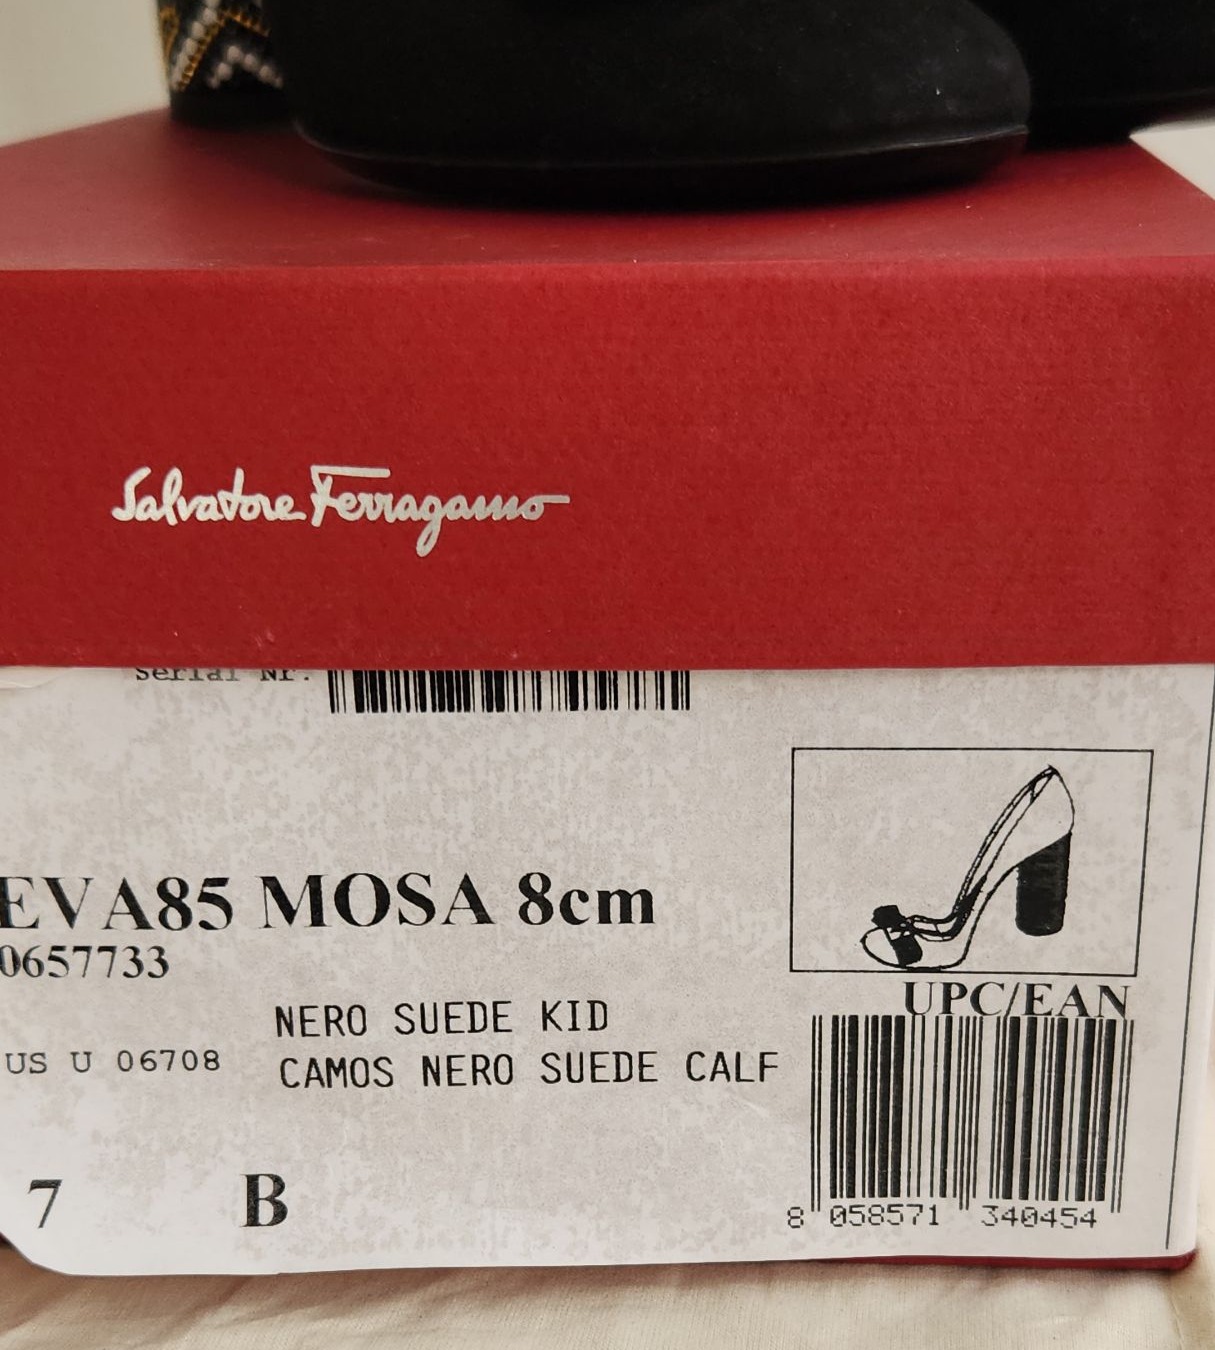 Salvatore Ferragamo
Serial Nr.
EVA85 MOSA 8cm
0657733
UPC/EAN
NERO SUEDE KID
US U 06708
CAMOS NERO SUEDE CALF
7 B
8 058571 340454